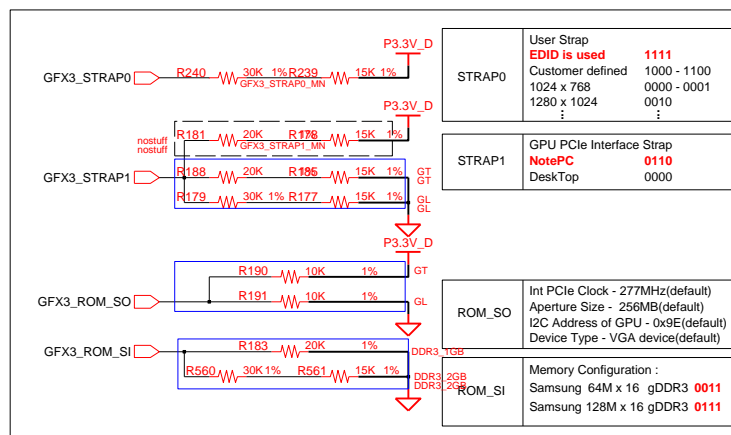 P3.3V_D
GFX3_STRAP0
R240 30K 1% R239 15K 1%
GFX3_STRAP0_MN
P3.3V_D
nostuff
nostuff
R181 20K 1% R178 15K 1%
GFX3_STRAP1_MN
GFX3_STRAP1
R188 20K 1% R185 15K 1%
GT
GT
R179 30K 1% R177 15K 1%
GL
GL
P3.3V_D
R190 10K 1% GT
GFX3_ROM_SO
R191 10K 1% GL
GFX3_ROM_SI
R183 20K 1% DDR3_1GB
R560 30K 1% R561 15K 1%
DDR3_2GB
DDR3_2GB
STRAP0
User Strap
EDID is used 1111
Customer defined 1000 - 1100
1024 x 768 0000 - 0001
1280 x 1024 0010
STRAP1
GPU PCIe Interface Strap
NotePC 0110
DeskTop 0000
ROM_SO
Int PCIe Clock - 277MHz(default)
Aperture Size - 256MB(default)
I2C Address of GPU - 0x9E(default)
Device Type - VGA device(default)
ROM_SI
Memory Configuration :
Samsung 64M x 16 gDDR3 0011
Samsung 128M x 16 gDDR3 0111